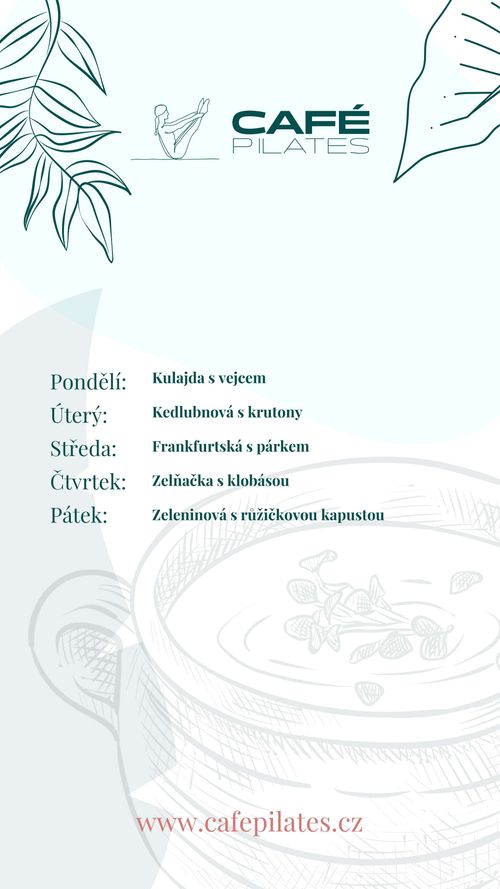 CAFÉ
PILATES
Pondělí: Kulajda s vejcem
Úterý: Kedlubnová s krutony
Středa: Frankfurtská s párkem
Čtvrtek: Zelňačka s klobásou
Pátek: Zeleninová s růžičkovou kapustou
www.cafepilates.cz